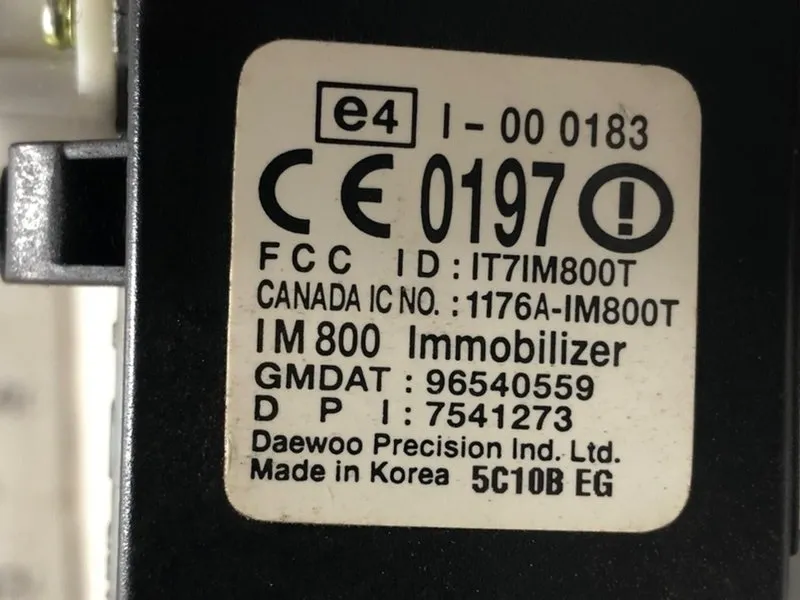 e4 I-00 0183
CE 0197 !
FCC ID: IT7IM800T
CANADA IC NO.: 1176A-IM800T
IM 800 Immobilizer
GMDAT: 96540559
D P I: 7541273
Daewoo Precision Ind. Ltd.
Made in Korea 5C10B EG